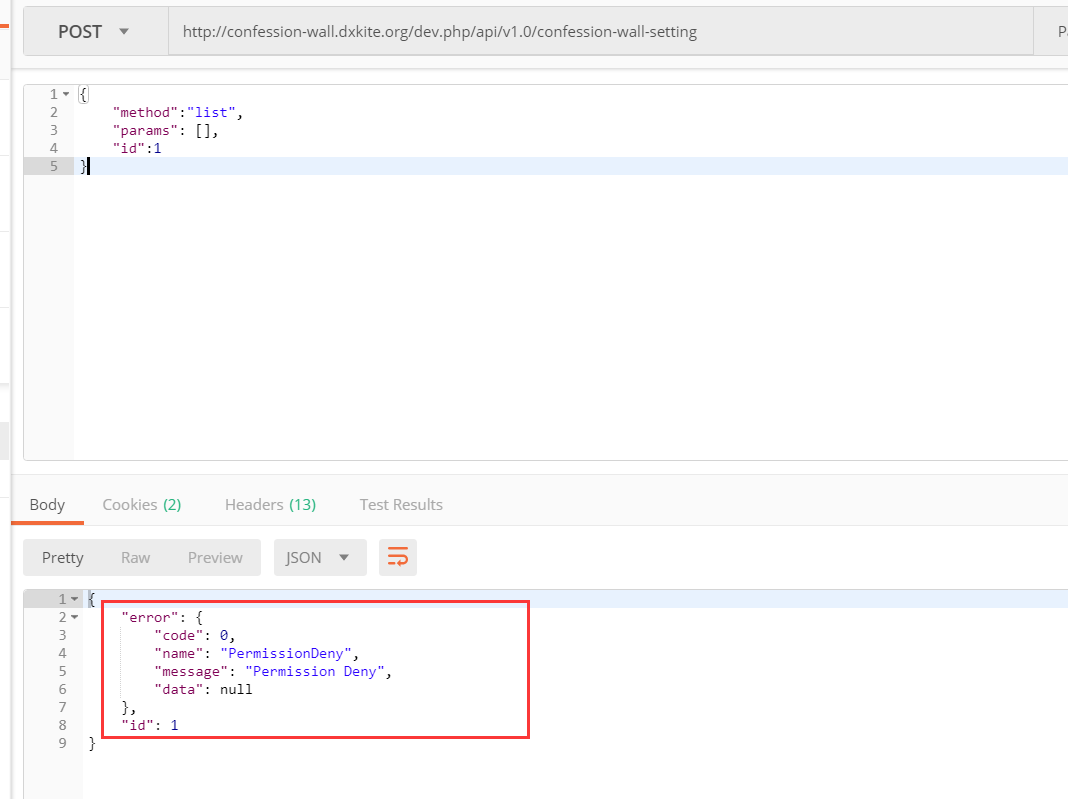 POST http://confession-wall.dxkite.org/dev.php/api/v1.0/confession-wall-setting
1 {
2 "method":"list",
3 "params": [],
4 "id":1
5 }
Body Cookies (2) Headers (13) Test Results
Pretty Raw Preview JSON
1 {
2 "error": {
3 "code": 0,
4 "name": "PermissionDeny",
5 "message": "Permission Deny",
6 "data": null
7 },
8 "id": 1
9 }